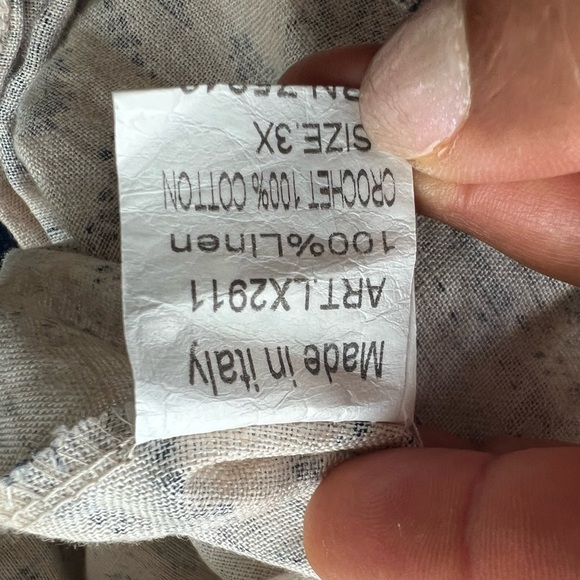 Made in italy
ART.LX2911
100%Linen
CROCHET 100% COTTON
SIZE.3X